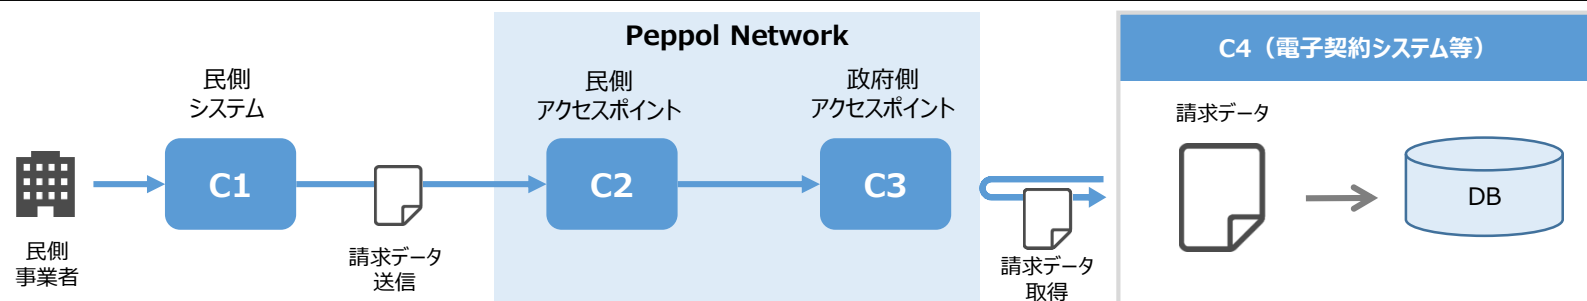 Peppol Network
C4（電子契約システム等）
民側
システム
民側
アクセスポイント
政府側
アクセスポイント
請求データ
C1
C2
C3
DB
民側
事業者
請求データ
送信
請求データ
取得